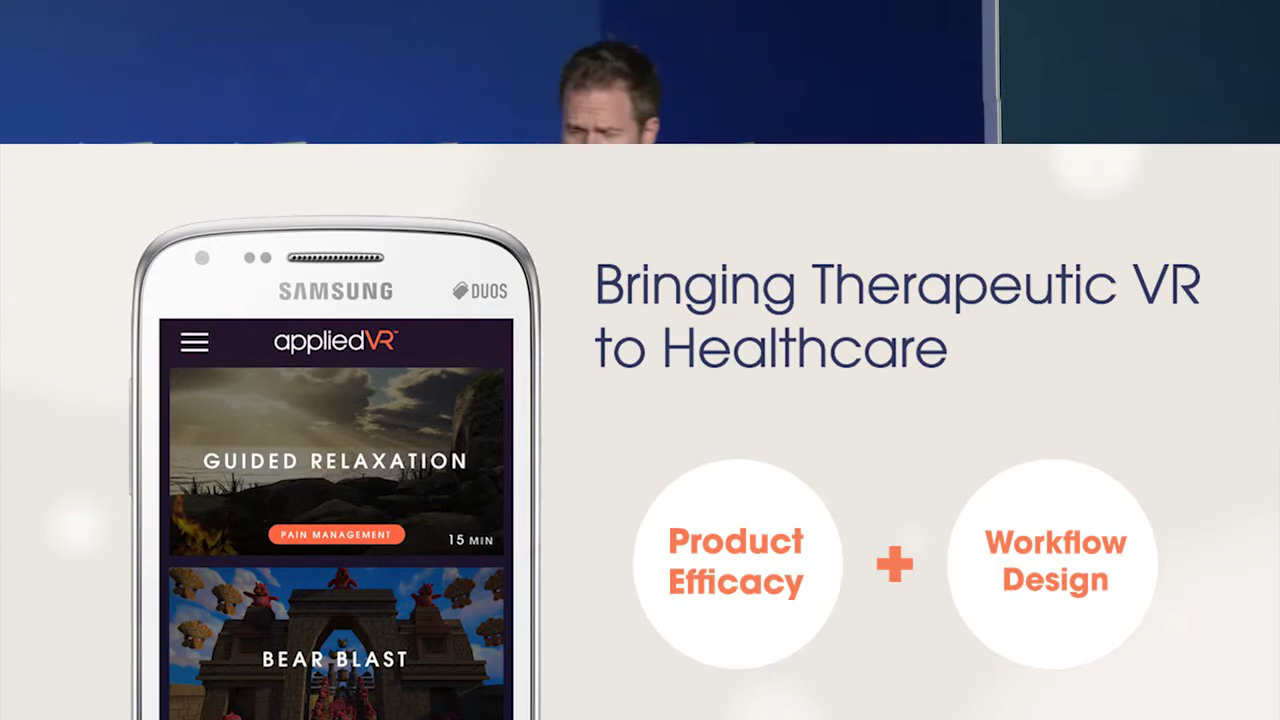 SAMSUNG
DUOS
appliedVR™
GUIDED RELAXATION
PAIN MANAGEMENT
15 MIN
BEAR BLAST
Bringing Therapeutic VR
to Healthcare
Product
Efficacy
+
Workflow
Design